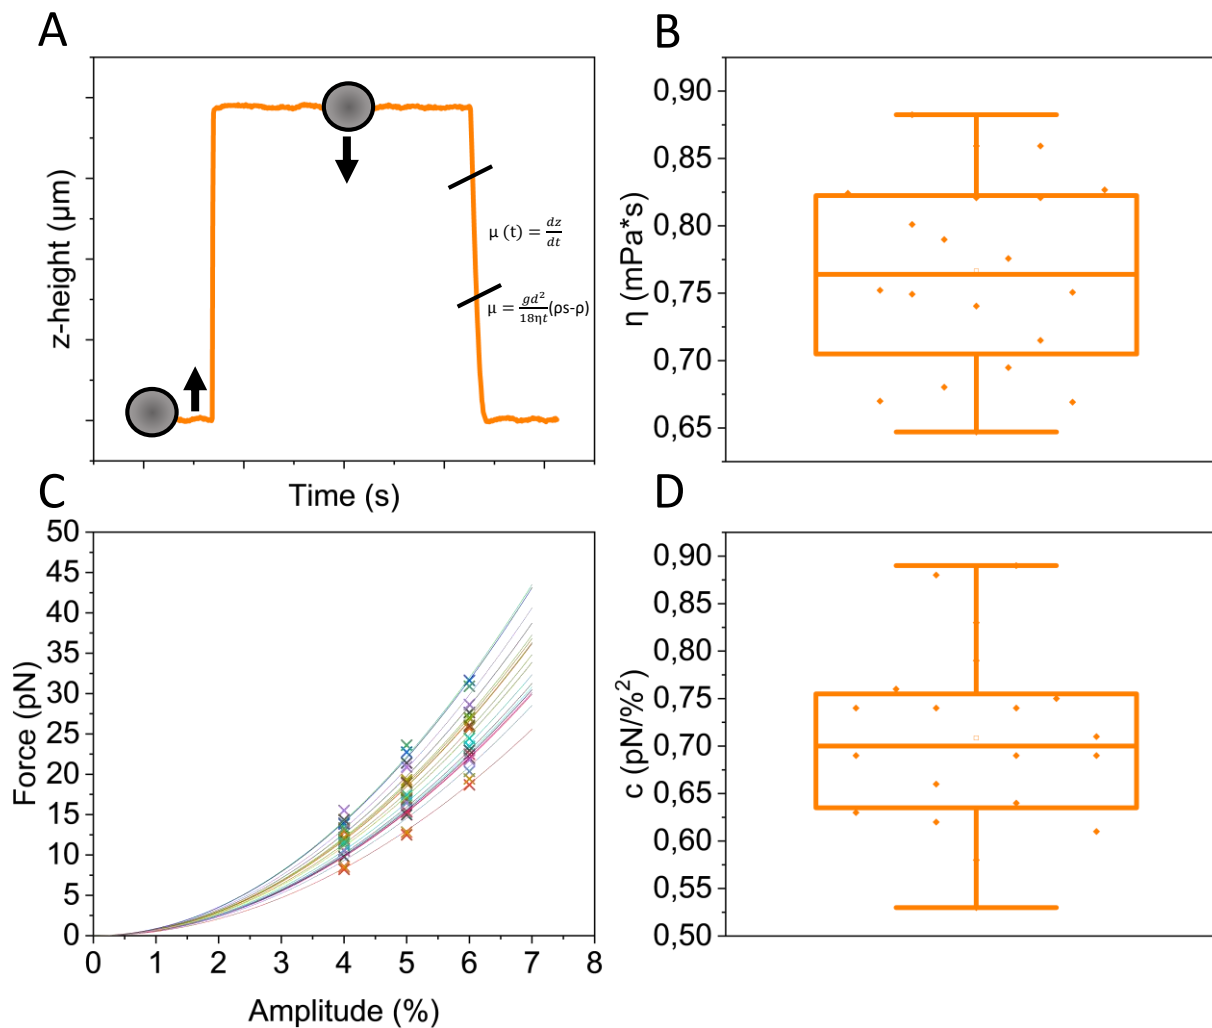 A
z-height (µm)
μ (t) = dz/dt
μ = gd²/18ηt (ρs-ρ)
Time (s)
B
η (mPa*s)
0,90
0,85
0,80
0,75
0,70
0,65
C
Force (pN)
50
45
40
35
30
25
20
15
10
5
0
0 1 2 3 4 5 6 7 8
Amplitude (%)
D
c (pN/%²)
0,90
0,85
0,80
0,75
0,70
0,65
0,60
0,55
0,50